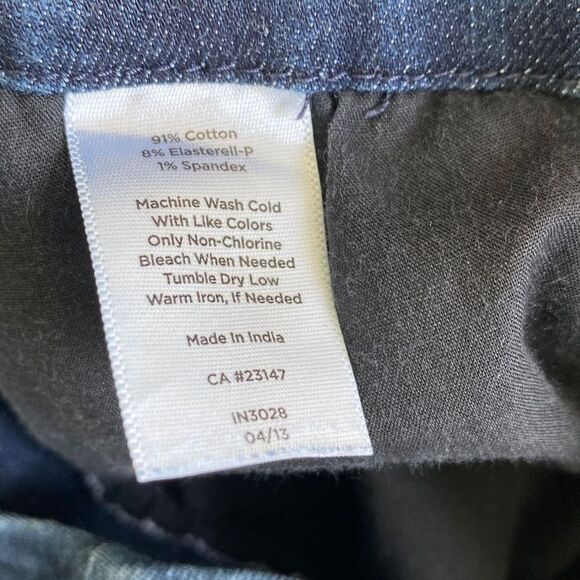 91% Cotton
8% Elasterell-p
1% Spandex
Machine Wash Cold
With Like Colors
Only Non-Chlorine
Bleach When Needed
Tumble Dry Low
Warm Iron, If Needed
Made In India
CA #23147
IN3028
04/13